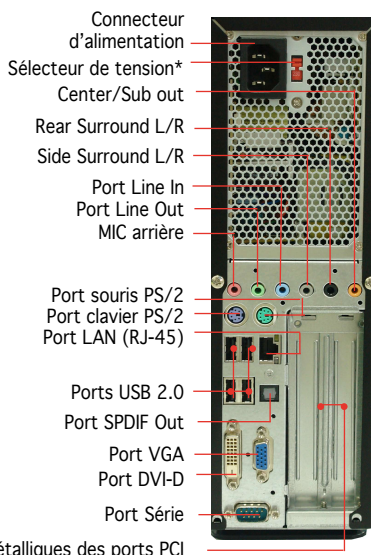 Connecteur
d'alimentation
Sélecteur de tension*
Center/Sub out
Rear Surround L/R
Side Surround L/R
Port Line In
Port Line Out
MIC arrière
Port souris PS/2
Port clavier PS/2
Port LAN (RJ-45)
Ports USB 2.0
Port SPDIF Out
Port VGA
Port DVI-D
Port Série
étalliques des ports PCI